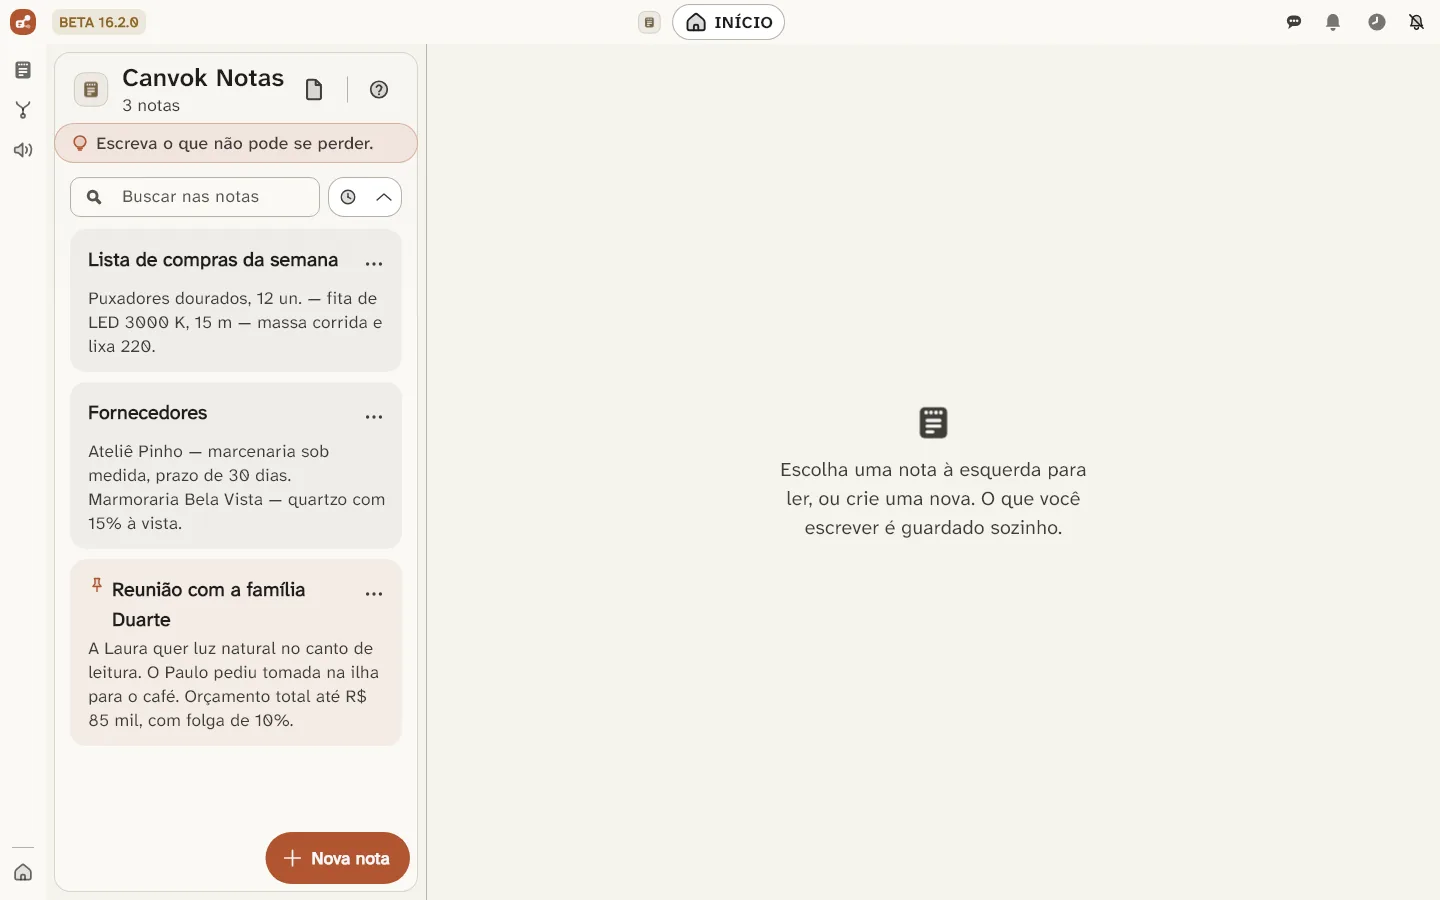 BETA 16.2.0
INÍCIO
Canvok Notas
3 notas
Escreva o que não pode se perder.
Buscar nas notas
Lista de compras da semana
Puxadores dourados, 12 un. — fita de
LED 3000 K, 15 m — massa corrida e
lixa 220.
Fornecedores
Ateliê Pinho — marcenaria sob
medida, prazo de 30 dias.
Marmoraria Bela Vista — quartzo com
15% à vista.
Reunião com a família
Duarte
A Laura quer luz natural no canto de
leitura. O Paulo pediu tomada na ilha
para o café. Orçamento total até R$
85 mil, com folga de 10%.
Nova nota
Escolha uma nota à esquerda para
ler, ou crie uma nova. O que você
escrever é guardado sozinho.